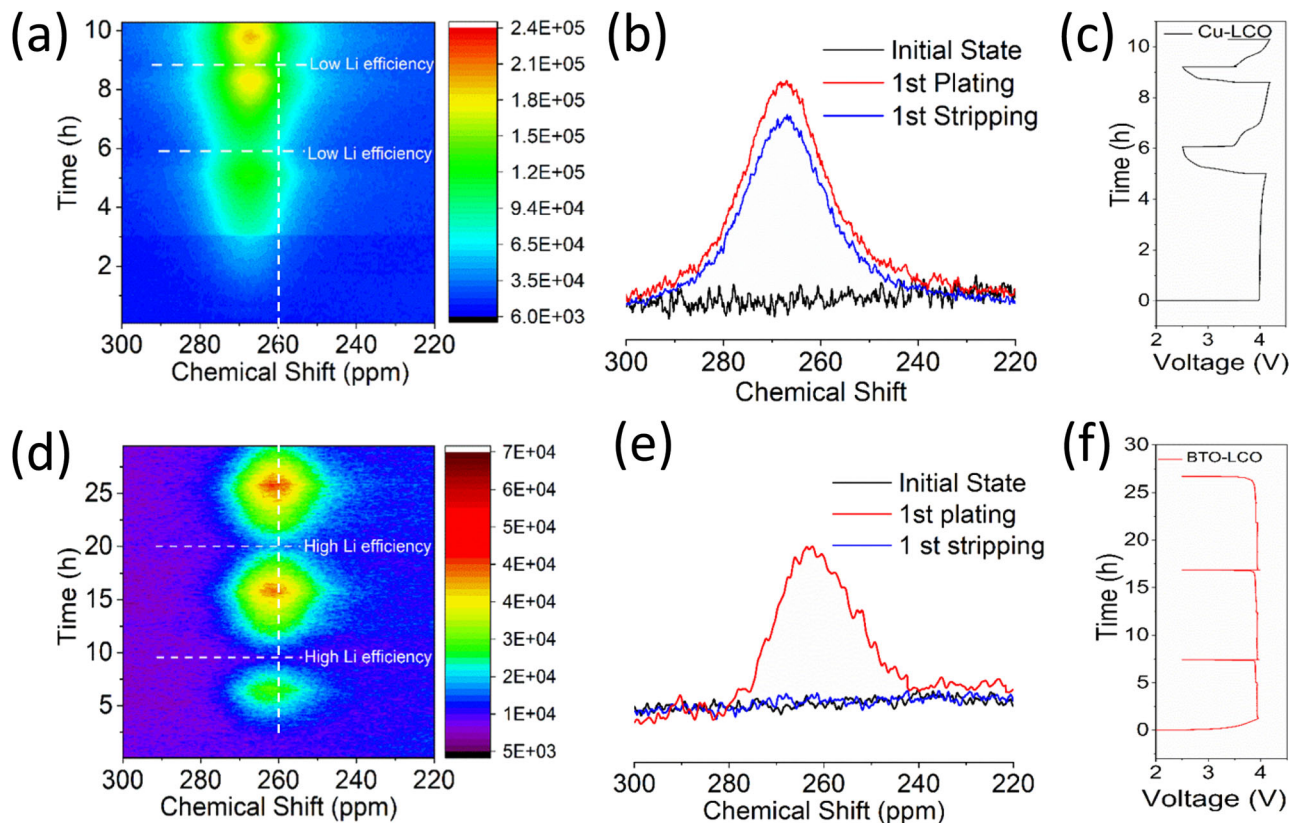 (a)
10
8
6
4
2
Time (h)
Low Li efficiency
Low Li efficiency
300
280
260
240
220
Chemical Shift (ppm)
2.4E+05
2.1E+05
1.8E+05
1.5E+05
1.2E+05
9.4E+04
6.5E+04
3.5E+04
6.0E+03
(b)
Initial State
1st Plating
1st Stripping
300
280
260
240
220
Chemical Shift
(c)
Cu-LCO
10
8
6
4
2
0
Time (h)
2
3
4
Voltage (V)
(d)
25
20
15
10
5
Time (h)
High Li efficiency
High Li efficiency
300
280
260
240
220
Chemical Shift (ppm)
7E+04
6E+04
5E+04
4E+04
3E+04
2E+04
1E+04
5E+03
(e)
Initial State
1st plating
1 st stripping
300
280
260
240
220
Chemical Shift (ppm)
(f)
BTO-LCO
30
25
20
15
10
5
0
Time (h)
2
3
4
Voltage (V)